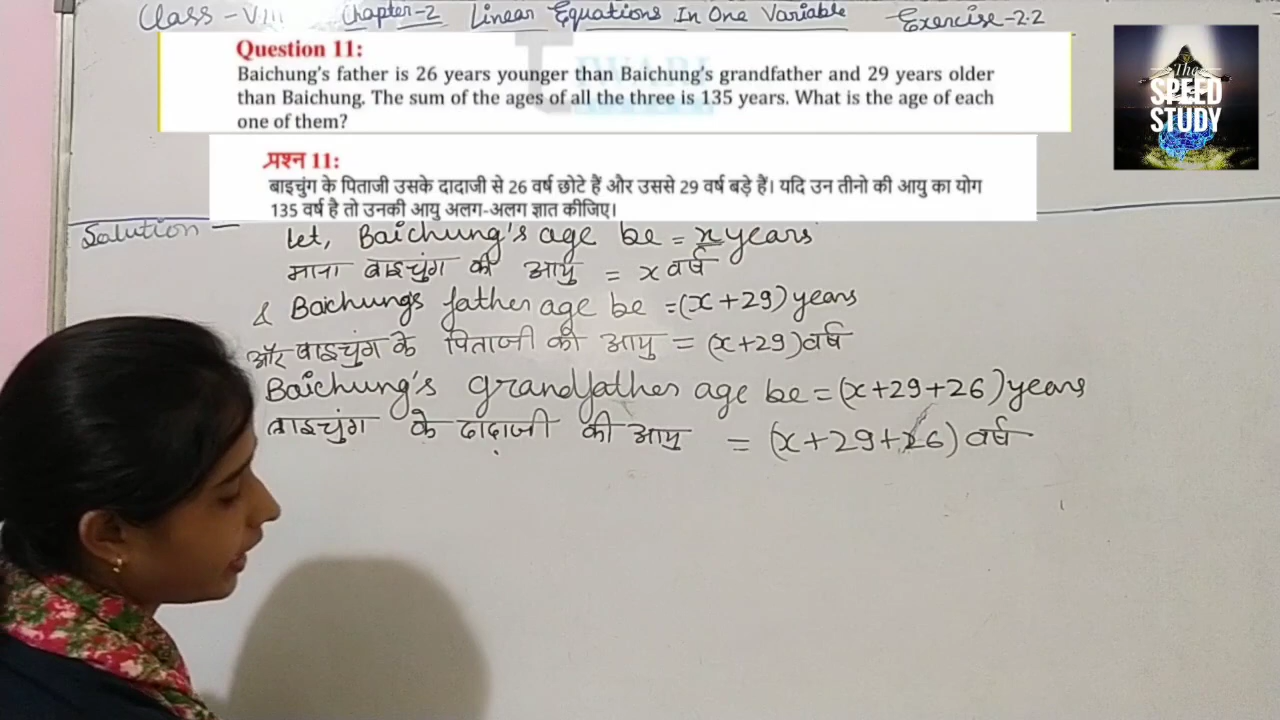 Class - VIII Chapter-2 Linear Equations In One Variable - Exercise-2.2
Question 11:
Baichung's father is 26 years younger than Baichung's grandfather and 29 years older
than Baichung. The sum of the ages of all the three is 135 years. What is the age of each
one of them?
The
SPEED
STUDY
प्रश्न 11:
बाइचुंग के पिताजी उसके दादाजी से 26 वर्ष छोटे हैं और उससे 29 वर्ष बड़े हैं। यदि उन तीनो की आयु का योग
135 वर्ष है तो उनकी आयु अलग-अलग ज्ञात कीजिए।
Solution -
Let, Baichung's age be = x years
माना बाइचुंग की आयु = x वर्ष
& Baichung's father age be =(x+29) years
और बाइचुंग के पिताजी की आयु = (x+29) वर्ष
Baichung's grandfather age be =(x+29+26) years
बाइचुंग के दादाजी की आयु = (x+29+26) वर्ष